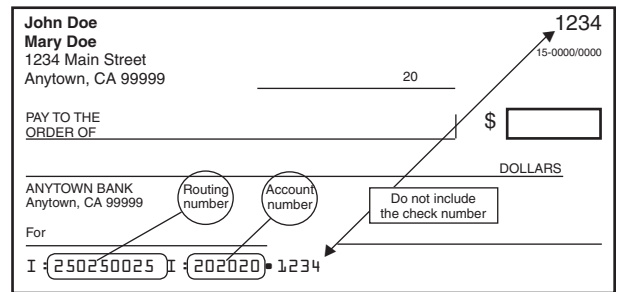 John Doe
1234
Mary Doe
1234 Main Street
15-0000/0000
Anytown, CA 99999
20
PAY TO THE
ORDER OF
$
DOLLARS
ANYTOWN BANK
Anytown, CA 99999
Routing
number
Account
number
Do not include
the check number
For
I:250250025I:202020 1234